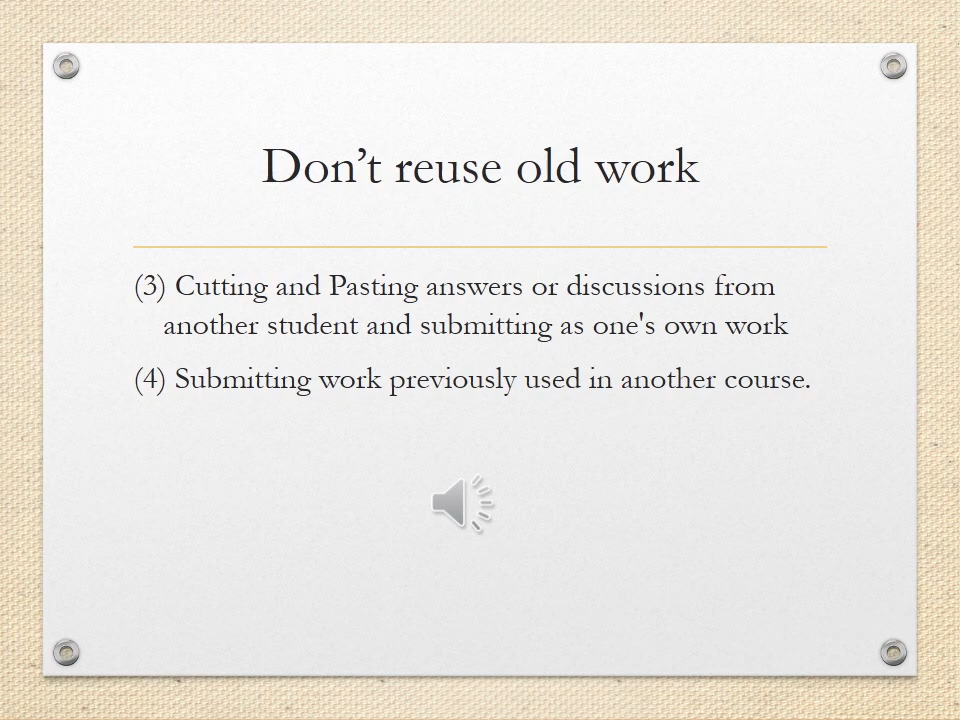 Don’t reuse old work
(3) Cutting and Pasting answers or discussions from
another student and submitting as one's own work
(4) Submitting work previously used in another course.